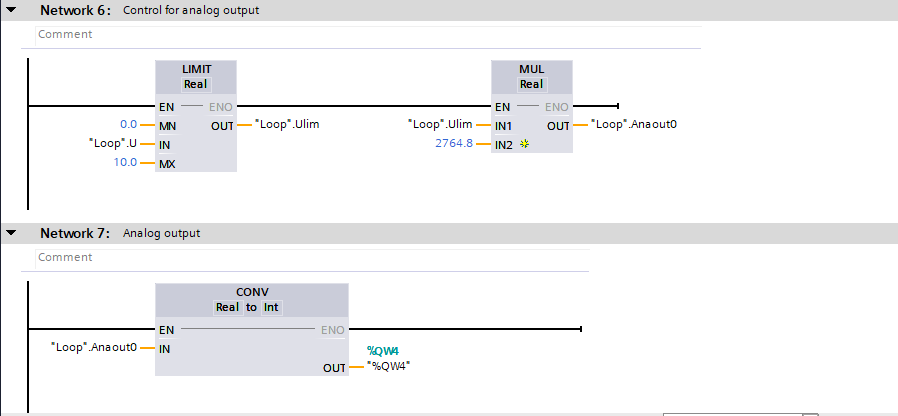 Network 6: Control for analog output
Comment
LIMIT
Real
EN ENO
0.0 MN OUT "Loop".Ulim
"Loop".U IN
10.0 MX
MUL
Real
EN ENO
"Loop".Ulim IN1 OUT "Loop".Anaout0
2764.8 IN2
Network 7: Analog output
Comment
CONV
Real to Int
EN ENO
"Loop".Anaout0 IN
%QW4
OUT "%QW4"